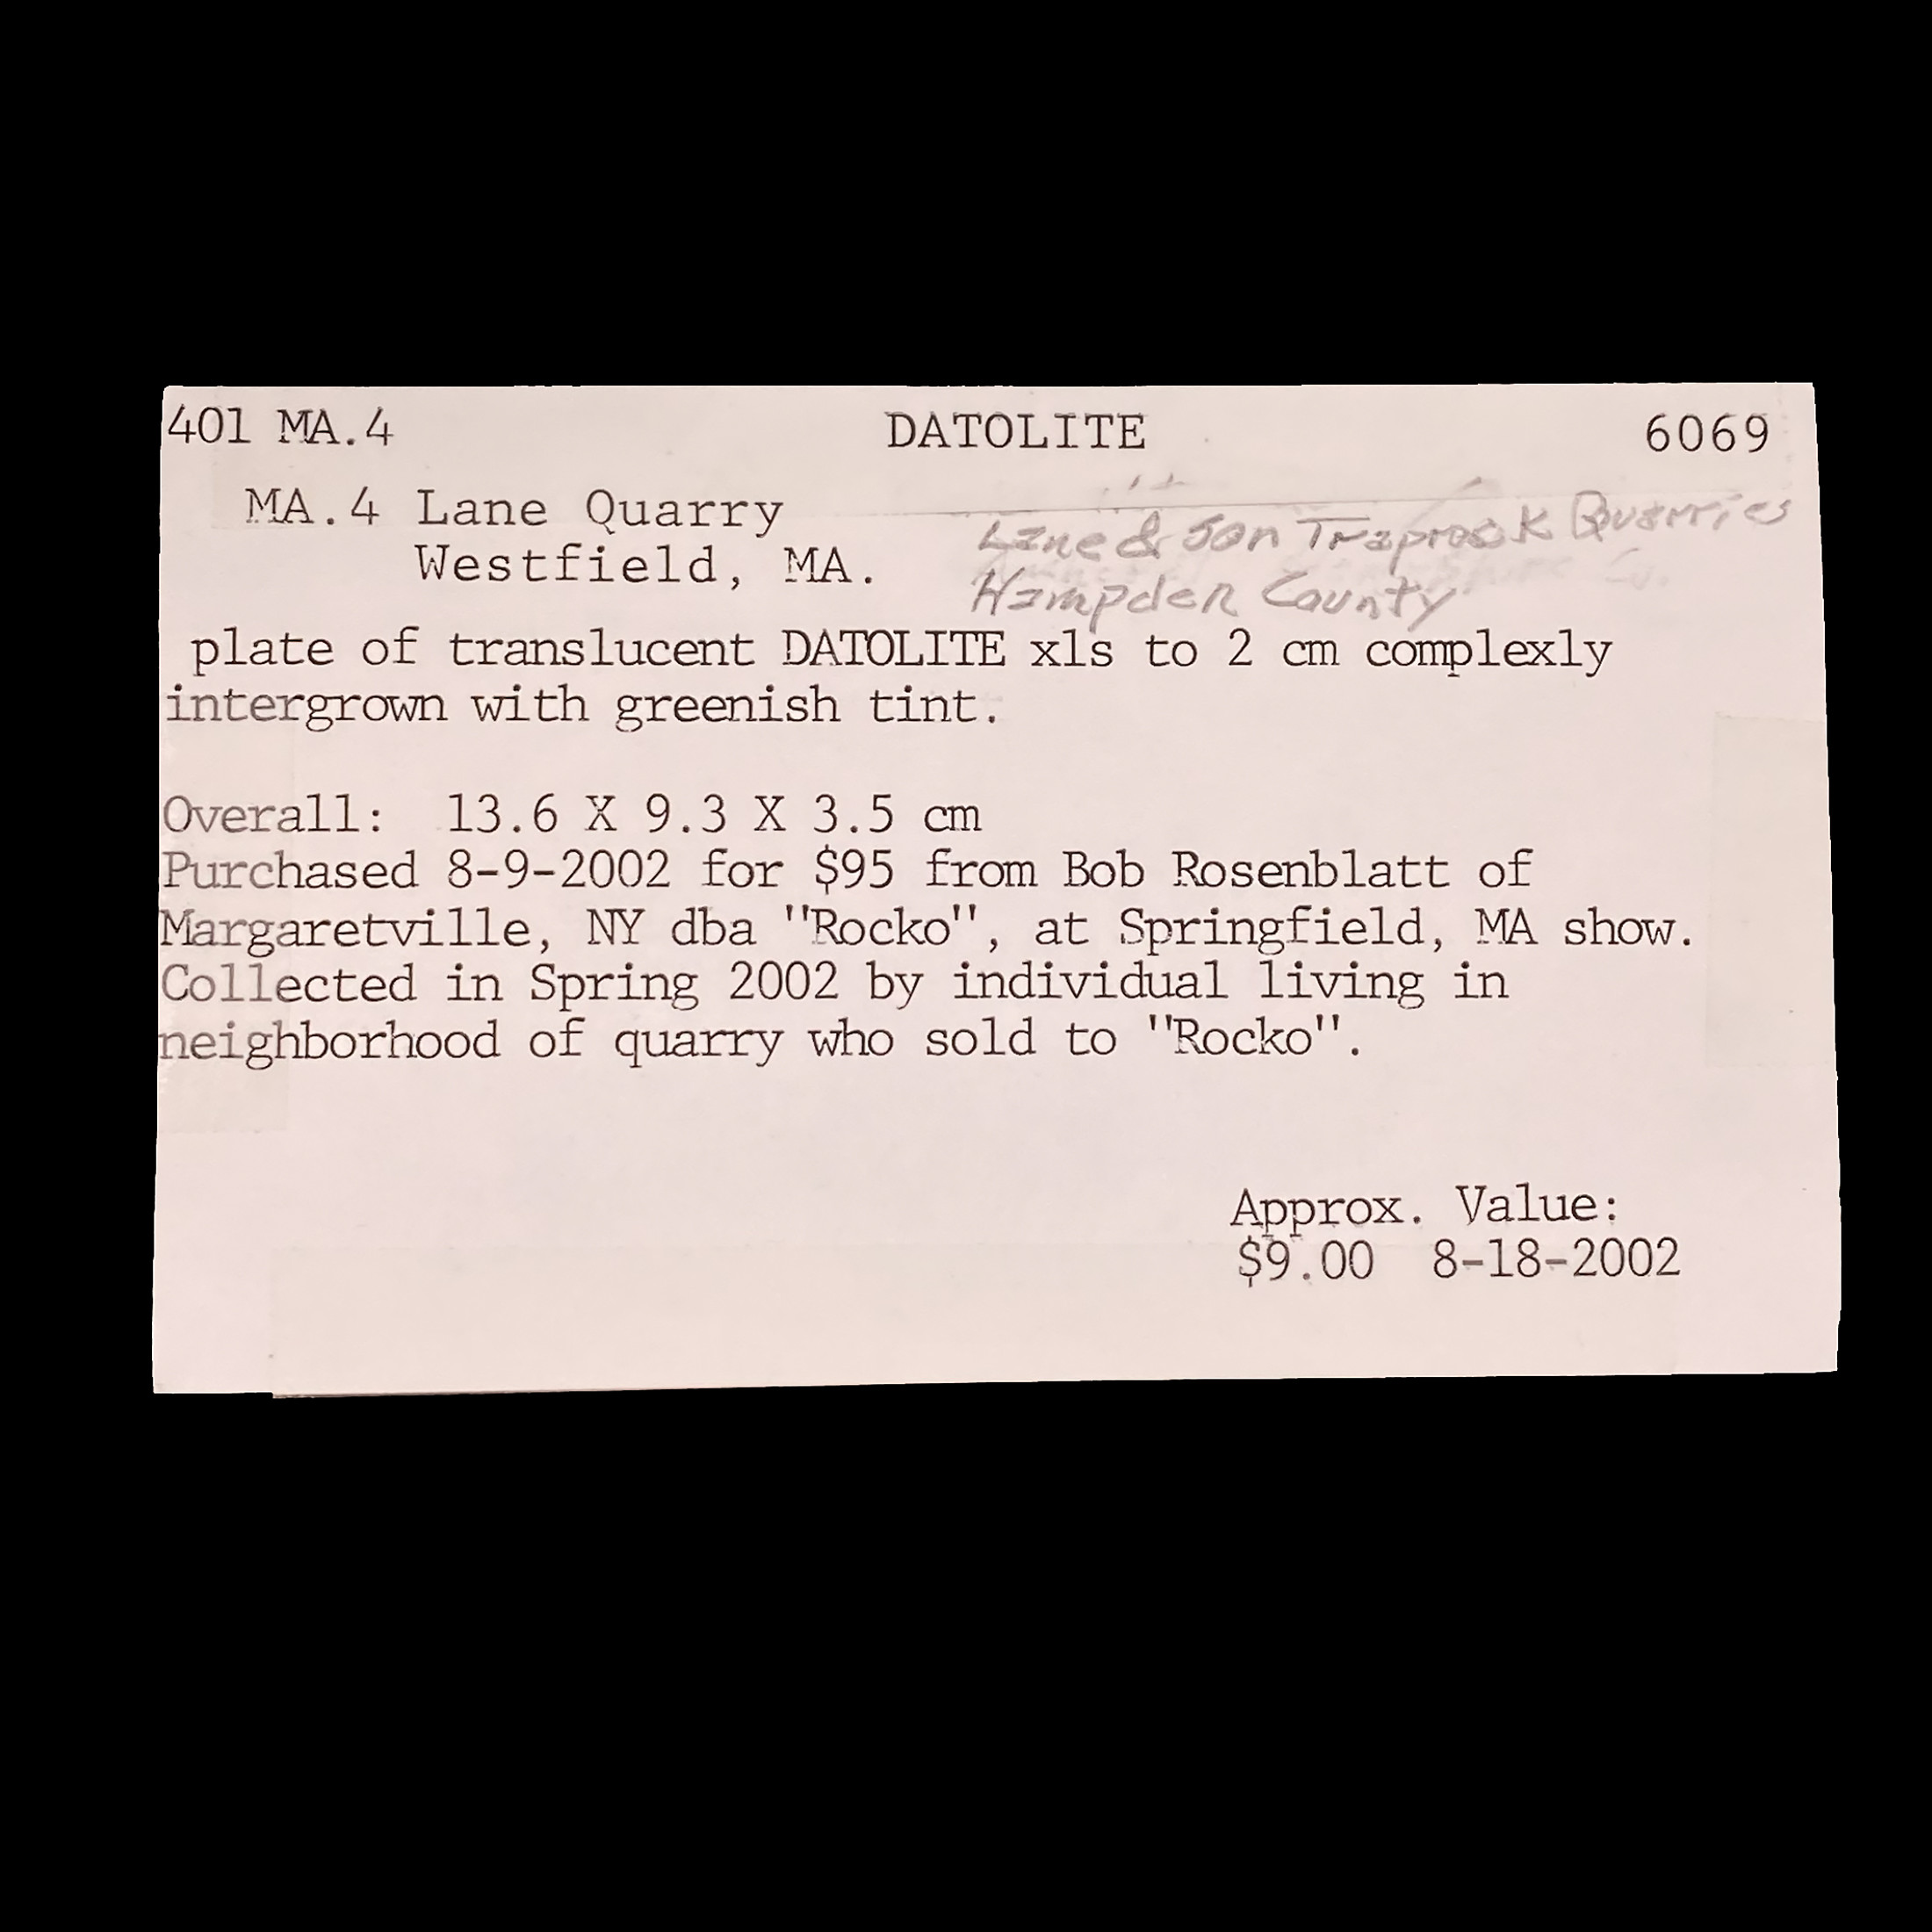 401 MA.4 DATOLITE 6069
MA.4 Lane Quarry
Lane & Son Traprock Quarries
Westfield, MA.
Hampden County
plate of translucent DATOLITE xls to 2 cm complexly
intergrown with greenish tint.
Overall: 13.6 X 9.3 X 3.5 cm
Purchased 8-9-2002 for $95 from Bob Rosenblatt of
Margaretville, NY dba "Rocko", at Springfield, MA show.
Collected in Spring 2002 by individual living in
neighborhood of quarry who sold to "Rocko".
Approx. Value:
$9.00 8-18-2002